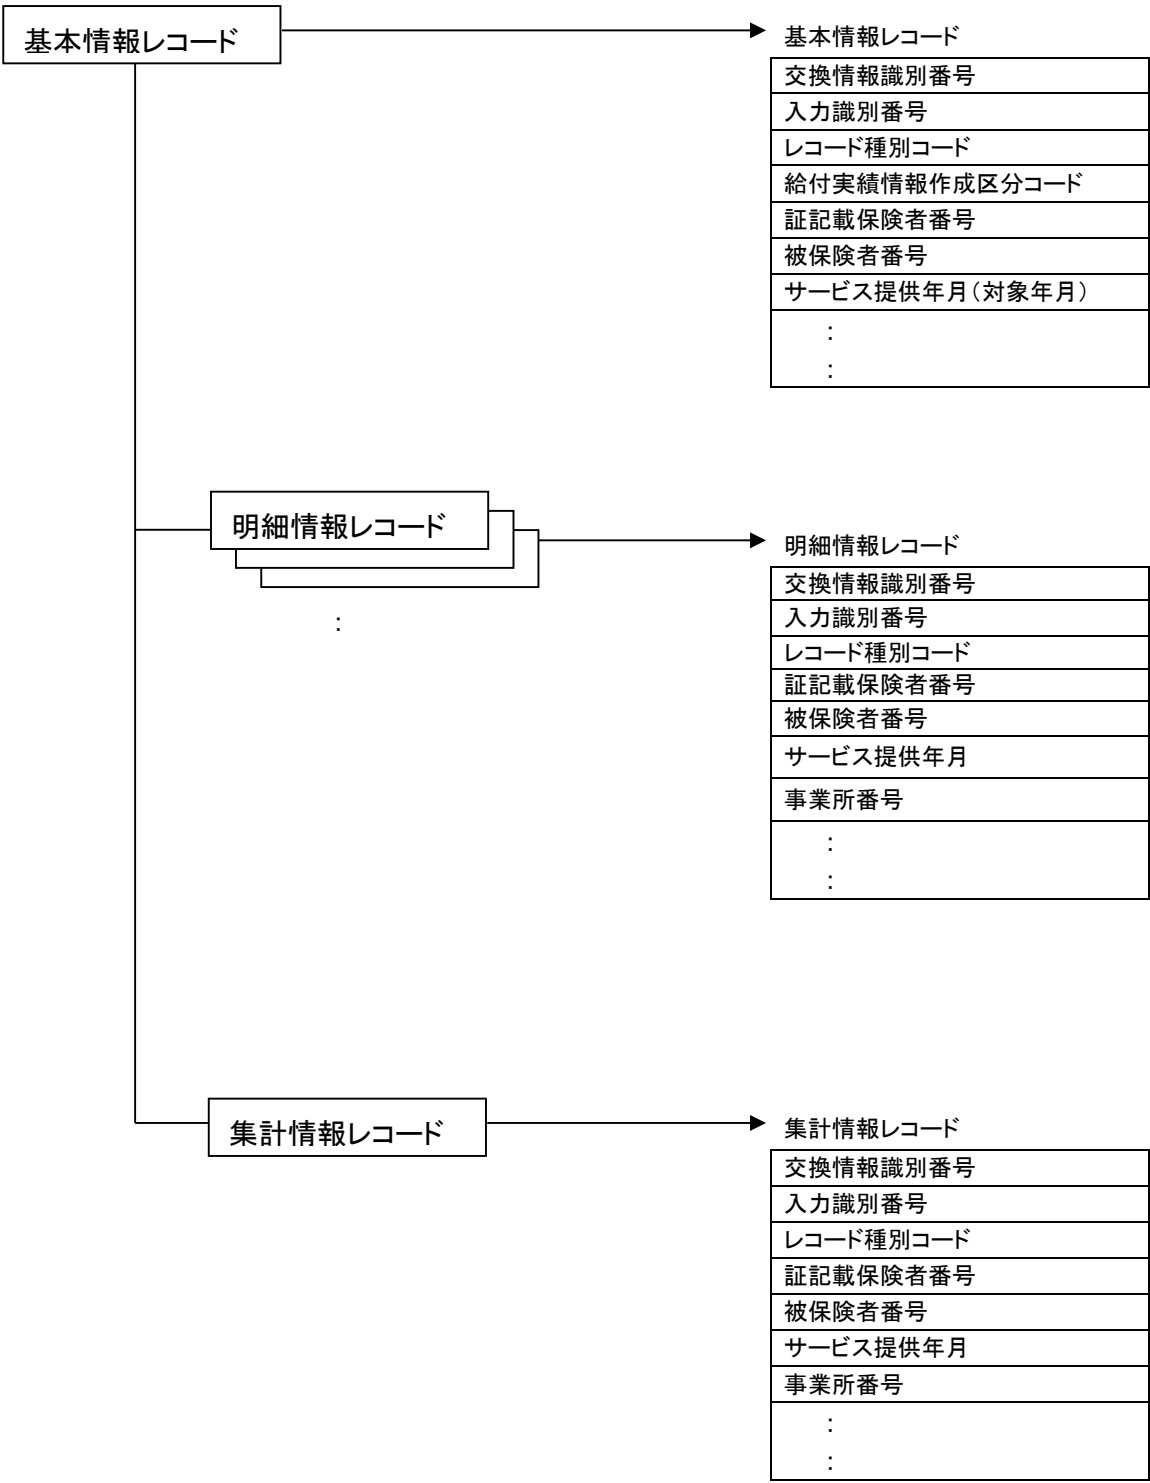 基本情報レコード
基本情報レコード
交換情報識別番号
入力識別番号
レコード種別コード
給付実績情報作成区分コード
証記載保険者番号
被保険者番号
サービス提供年月（対象年月）
：
：
明細情報レコード
：
明細情報レコード
交換情報識別番号
入力識別番号
レコード種別コード
証記載保険者番号
被保険者番号
サービス提供年月
事業所番号
：
：
集計情報レコード
集計情報レコード
交換情報識別番号
入力識別番号
レコード種別コード
証記載保険者番号
被保険者番号
サービス提供年月
事業所番号
：
：